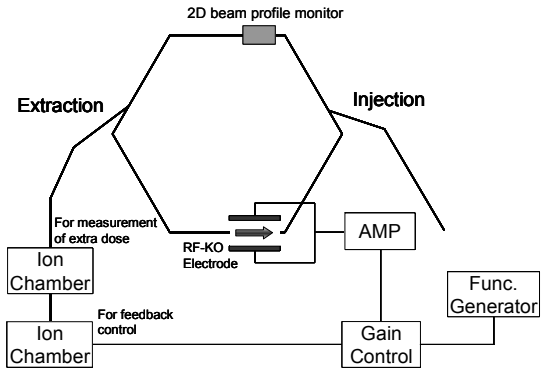 2D beam profile monitor
Extraction
Injection
For measurement
of extra dose
RF-KO
Electrode
AMP
Ion
Chamber
Func.
Generator
For feedback
control
Ion
Chamber
Gain
Control